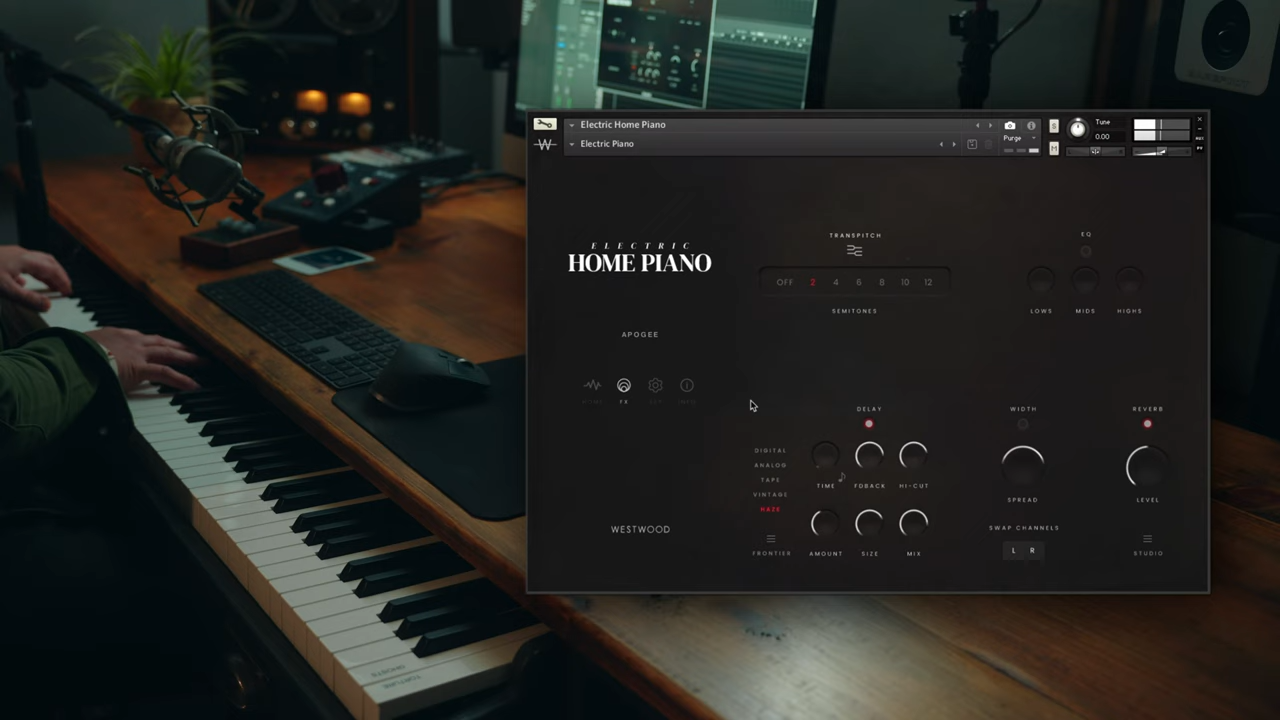 Electric Home Piano
Purge
S
Tune
0.00
Electric Piano
M
ELECTRIC
HOME PIANO
APOGEE
FX
INFO
WESTWOOD
TRANSPITCH
OFF 2 4 6 8 10 12
SEMITONES
EQ
LOWS MIDS HIGHS
DELAY
DIGITAL
ANALOG
TAPE
VINTAGE
HAZE
FRONTIER
TIME FDBACK HI-CUT
AMOUNT SIZE MIX
WIDTH
SPREAD
SWAP CHANNELS
L R
REVERB
LEVEL
STUDIO